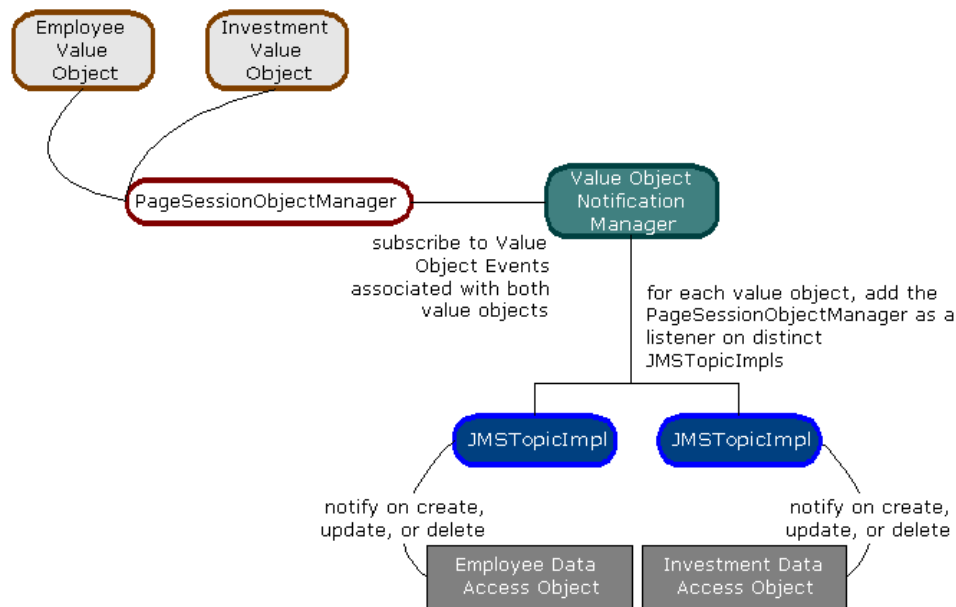 Employee
Value
Object
Investment
Value
Object
PageSessionObjectManager
Value Object
Notification
Manager
subscribe to Value
Object Events
associated with both
value objects
for each value object, add the
PageSessionObjectManager as a
listener on distinct
JMSTopicImpls
JMSTopicImpl
JMSTopicImpl
notify on create,
update, or delete
notify on create,
update, or delete
Employee Data
Access Object
Investment Data
Access Object